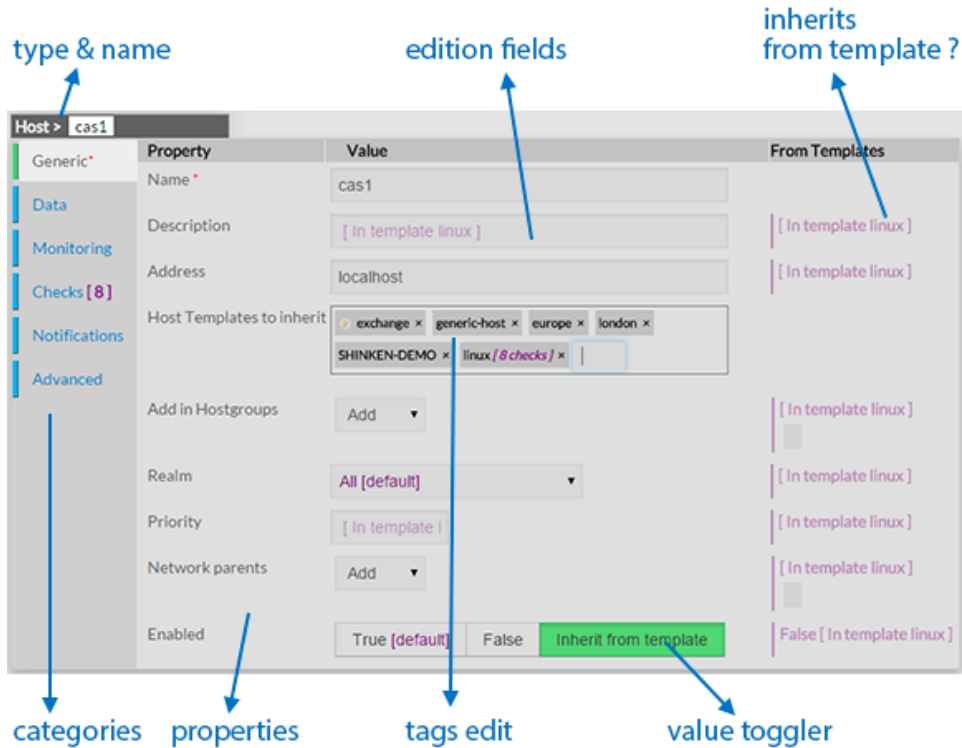 inherits
type & name edition fields from template ?
Host > cas1
Generic* Property Value From Templates
Name * cas1
Data
Description [ In template linux ] [ In template linux ]
Monitoring
Address localhost [ In template linux ]
Checks [ 8 ]
Host Templates to inherit exchange × generic-host × europe × london ×
Notifications
SHINKEN-DEMO × linux [ 8 checks ] ×
Advanced
Add in Hostgroups Add [ In template linux ]
Realm All [default] [ In template linux ]
Priority [ In template l [ In template linux ]
Network parents Add [ In template linux ]
Enabled True [default] False Inherit from template False [ In template linux ]
categories properties tags edit value toggler